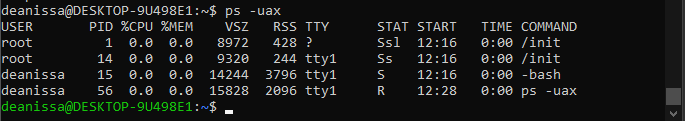 deanissa@DESKTOP-9U498E1:~$ ps -uax
USER       PID %CPU %MEM    VSZ   RSS TTY      STAT START   TIME COMMAND
root         1  0.0  0.0   8972   428 ?        Ssl  12:16   0:00 /init
root        14  0.0  0.0   9320   244 tty1     Ss   12:16   0:00 /init
deanissa    15  0.0  0.0  14244  3796 tty1     S    12:16   0:00 -bash
deanissa    56  0.0  0.0  15828  2096 tty1     R    12:28   0:00 ps -uax
deanissa@DESKTOP-9U498E1:~$